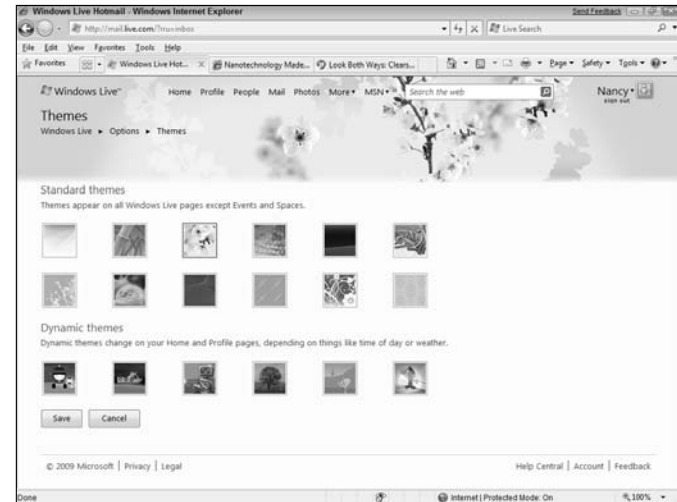 Windows Live Hotmail - Windows Internet Explorer
Send Feedback
http://mail.live.com/?rru=inbox
Live Search
File Edit View Favorites Tools Help
Favorites Windows Live Hot... Nanotechnology Made... Look Both Ways: Clears... Page Safety Tools
Windows Live™ Home Profile People Mail Photos More MSN Search the web Nancy
sign out
Themes
Windows Live ▸ Options ▸ Themes
Standard themes
Themes appear on all Windows Live pages except Events and Spaces.
Dynamic themes
Dynamic themes change on your Home and Profile pages, depending on things like time of day or weather.
Save Cancel
© 2009 Microsoft | Privacy | Legal Help Central | Account | Feedback
Done Internet | Protected Mode: On 100%